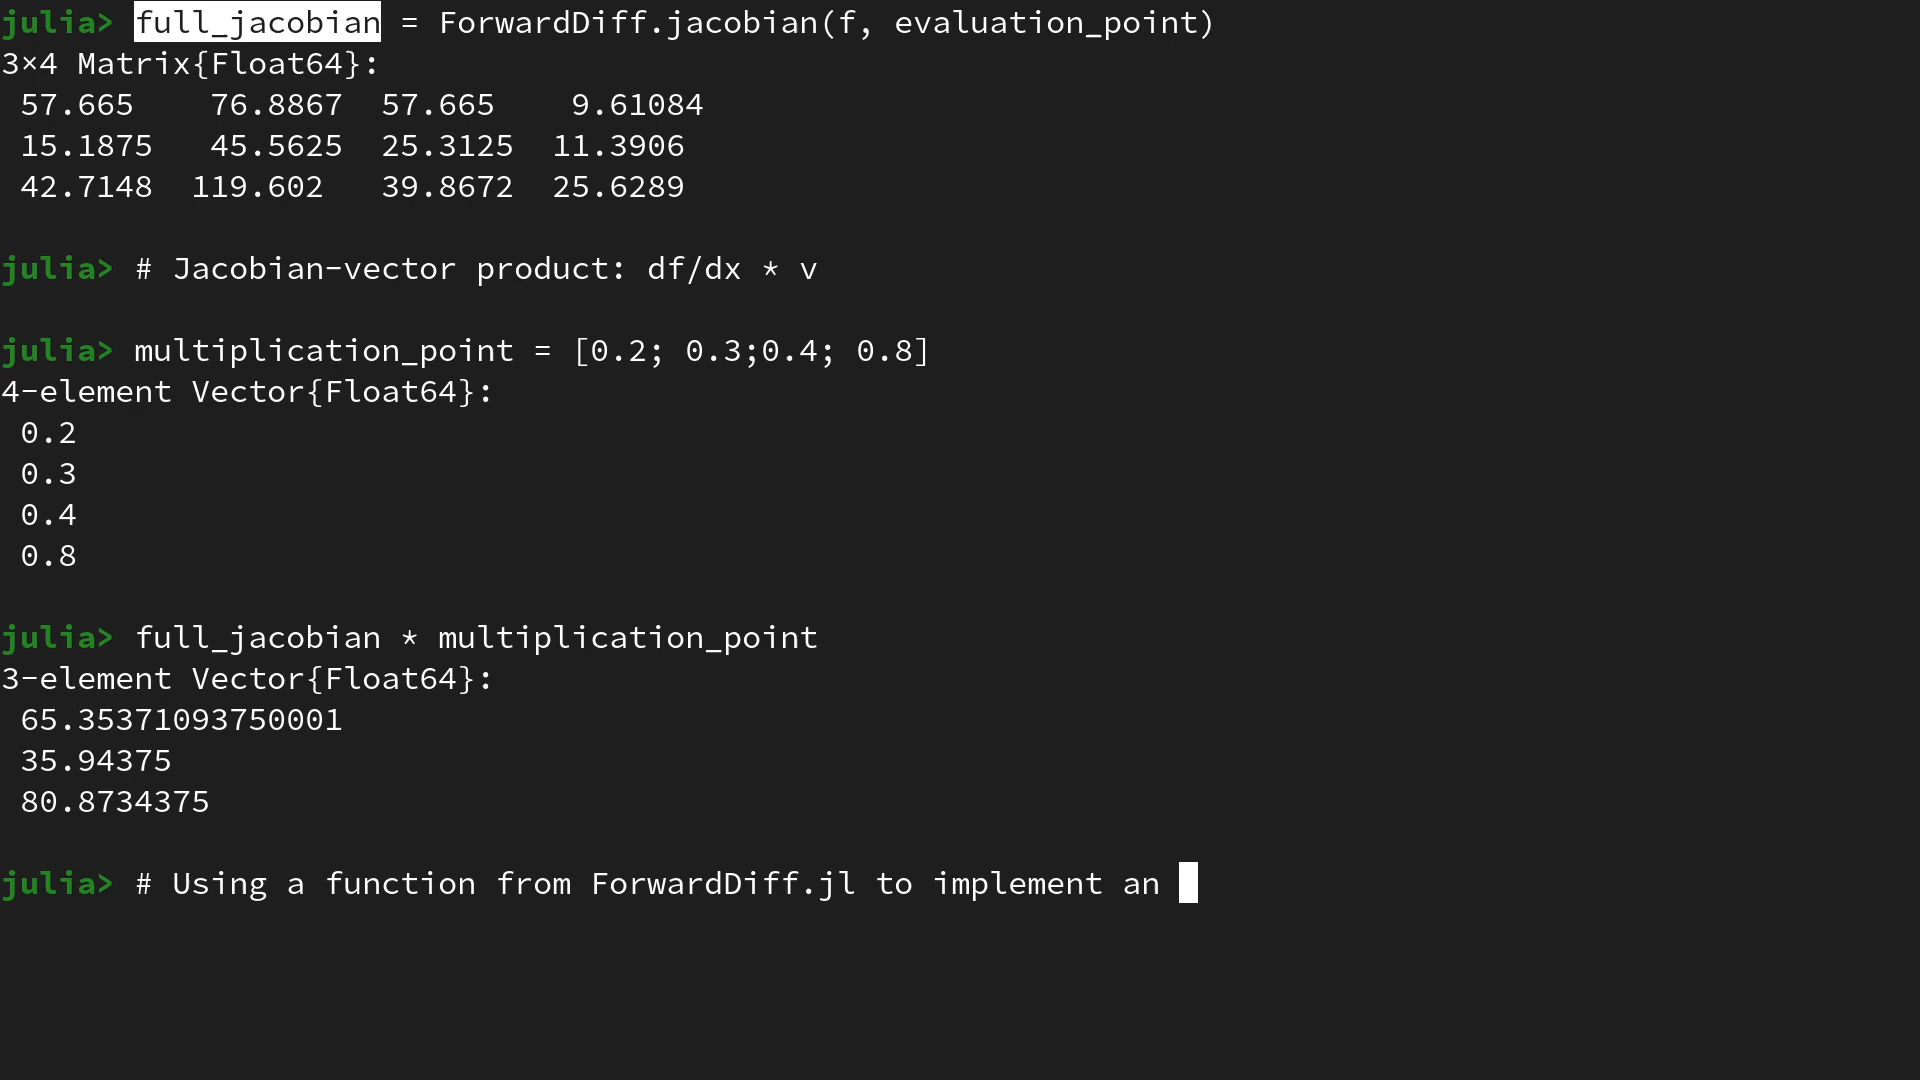 julia> full_jacobian = ForwardDiff.jacobian(f, evaluation_point)
3×4 Matrix{Float64}:
 57.665    76.8867  57.665    9.61084
 15.1875   45.5625  25.3125  11.3906
 42.7148  119.602   39.8672  25.6289
julia> # Jacobian-vector product: df/dx * v
julia> multiplication_point = [0.2; 0.3;0.4; 0.8]
4-element Vector{Float64}:
 0.2
 0.3
 0.4
 0.8
julia> full_jacobian * multiplication_point
3-element Vector{Float64}:
 65.35371093750001
 35.94375
 80.8734375
julia> # Using a function from ForwardDiff.jl to implement an